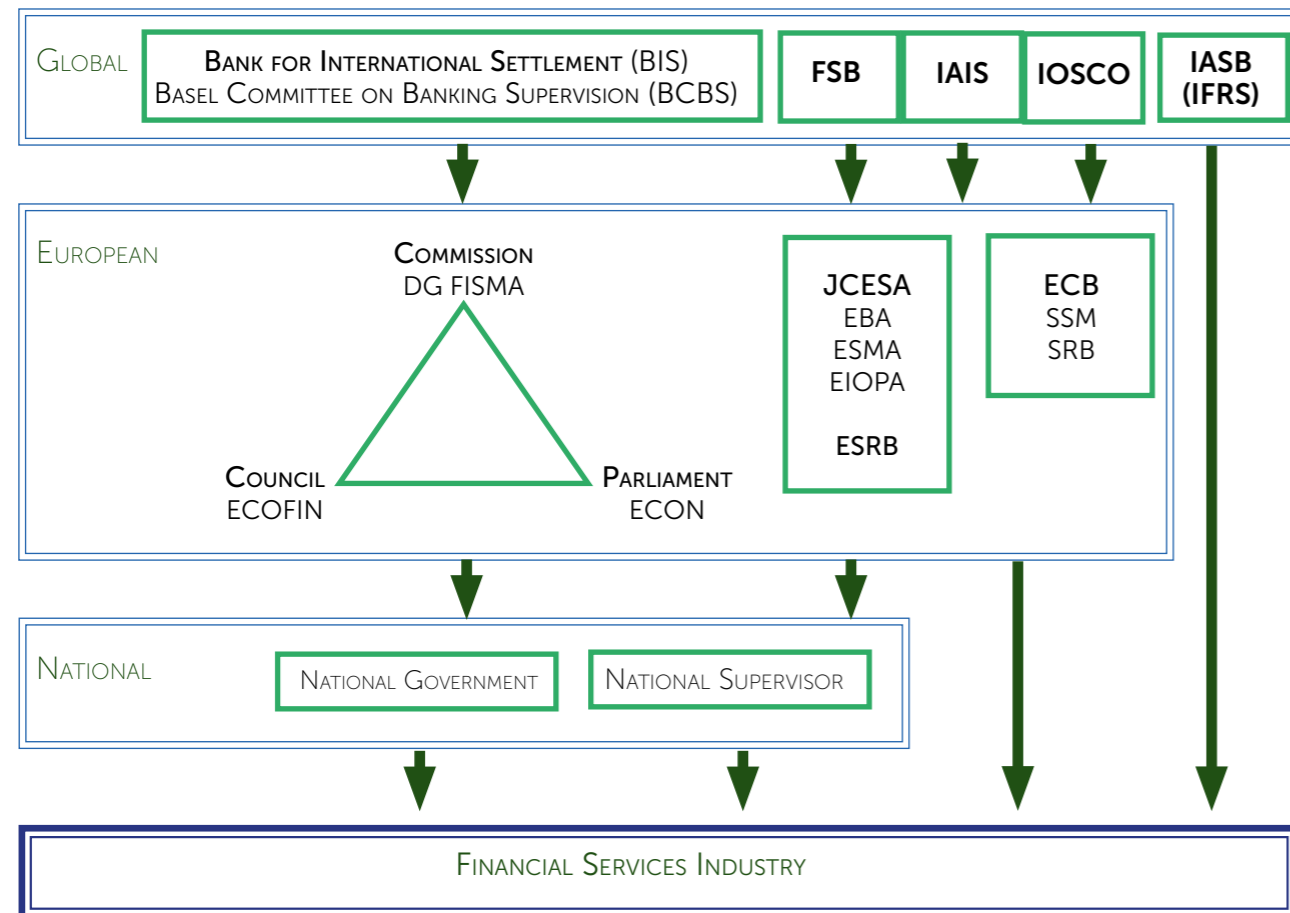 Global
Bank for International Settlement (BIS)
Basel Committee on Banking Supervision (BCBS)
FSB
IAIS
IOSCO
IASB
(IFRS)
European
Commission
DG FISMA
Council
ECOFIN
Parliament
ECON
JCESA
EBA
ESMA
EIOPA
ESRB
ECB
SSM
SRB
National
National Government
National Supervisor
Financial Services Industry